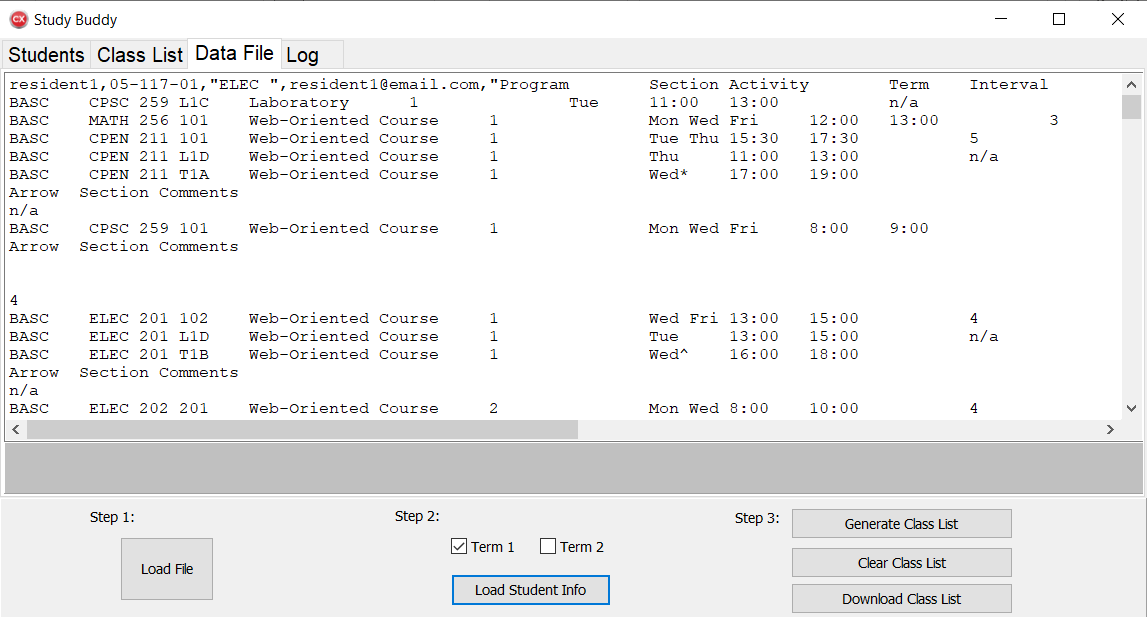 CX Study Buddy
Students Class List Data File Log
resident1,05-117-01,"ELEC ",resident1@email.com,"Program Section Activity Term Interval
BASC CPSC 259 L1C Laboratory 1 Tue 11:00 13:00 n/a
BASC MATH 256 101 Web-Oriented Course 1 Mon Wed Fri 12:00 13:00 3
BASC CPEN 211 101 Web-Oriented Course 1 Tue Thu 15:30 17:30 5
BASC CPEN 211 L1D Web-Oriented Course 1 Thu 11:00 13:00 n/a
BASC CPEN 211 T1A Web-Oriented Course 1 Wed* 17:00 19:00
Arrow Section Comments
n/a
BASC CPSC 259 101 Web-Oriented Course 1 Mon Wed Fri 8:00 9:00
Arrow Section Comments
4
BASC ELEC 201 102 Web-Oriented Course 1 Wed Fri 13:00 15:00 4
BASC ELEC 201 L1D Web-Oriented Course 1 Tue 13:00 15:00 n/a
BASC ELEC 201 T1B Web-Oriented Course 1 Wed^ 16:00 18:00
Arrow Section Comments
n/a
BASC ELEC 202 201 Web-Oriented Course 2 Mon Wed 8:00 10:00 4
Step 1:
Load File
Step 2:
Term 1 Term 2
Load Student Info
Step 3:
Generate Class List
Clear Class List
Download Class List